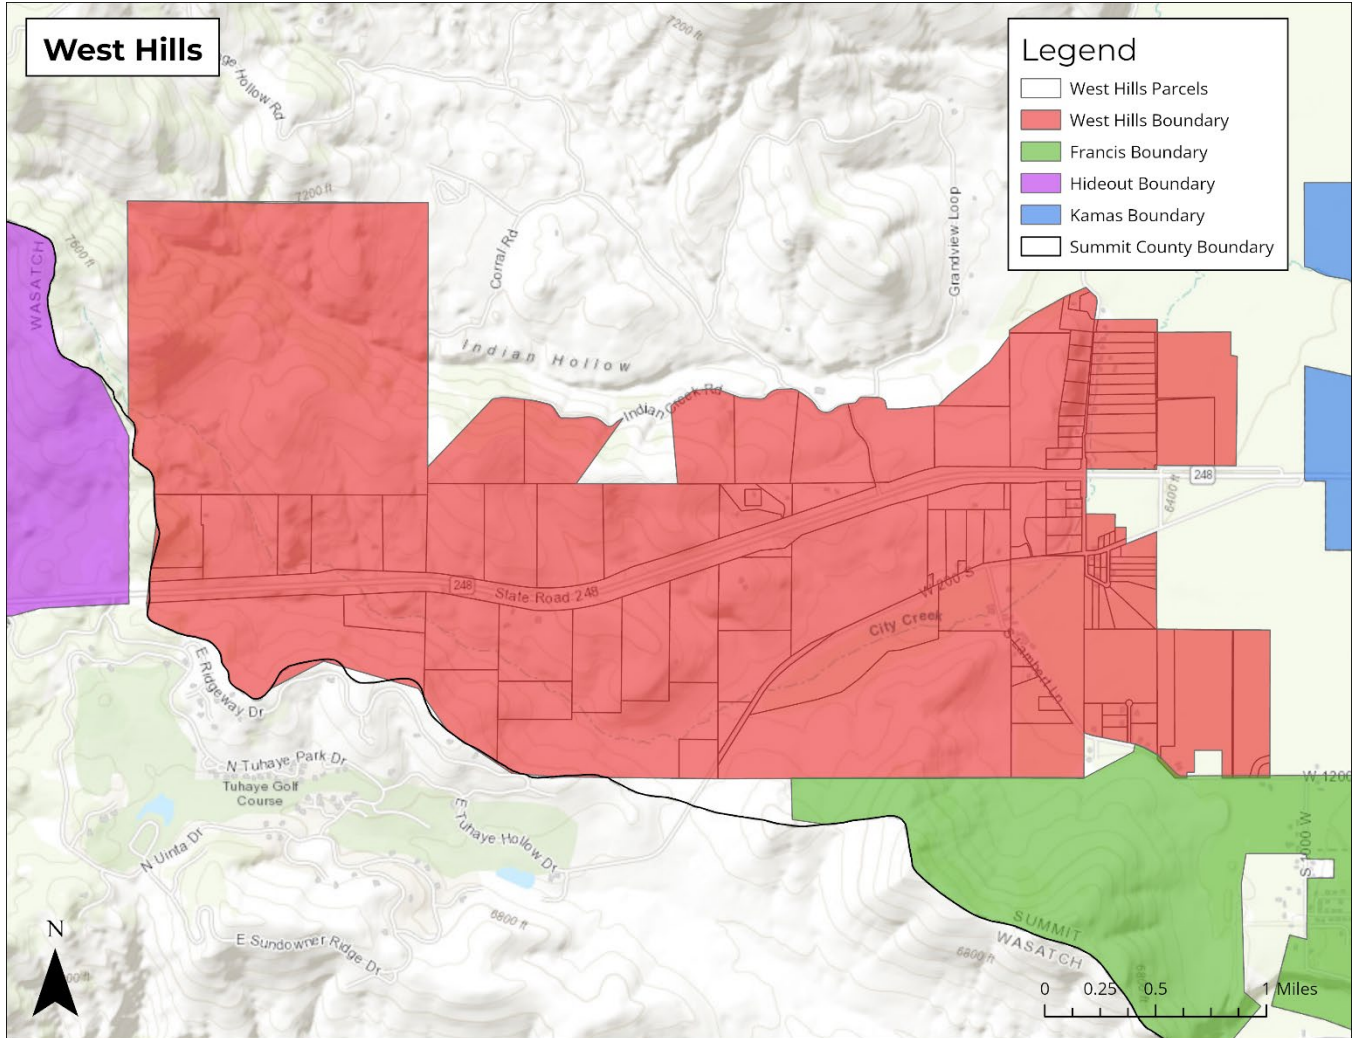 West Hills
Legend
West Hills Parcels
West Hills Boundary
Francis Boundary
Hideout Boundary
Kamas Boundary
Summit County Boundary
7200 ft
Hollow Rd
7200 ft
WASATCH
7600 ft
Corral Rd
Grandview Loop
Indian Hollow
Indian Creek Rd
248
6400 ft
248
State Road 248
W 200 S
City Creek
S Lambert Ln
E Ridgeway Dr
N Tuhaye Park Dr
Tuhaye Golf
Course
E Tuhaye Hollow Dr
N Uinta Dr
W 1200
6800 ft
E Sundowner Ridge Dr
SUMMIT
WASATCH
6800 ft
N
0 0.25 0.5 1 Miles